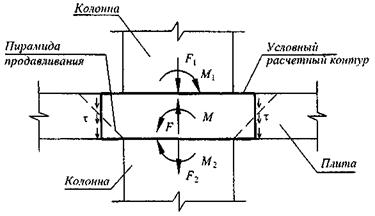 Колонна
Пирамида
продавливания
Условный
расчетный контур
F₁
M₁
τ
F
M
τ
M₂
F₂
Плита
Колонна